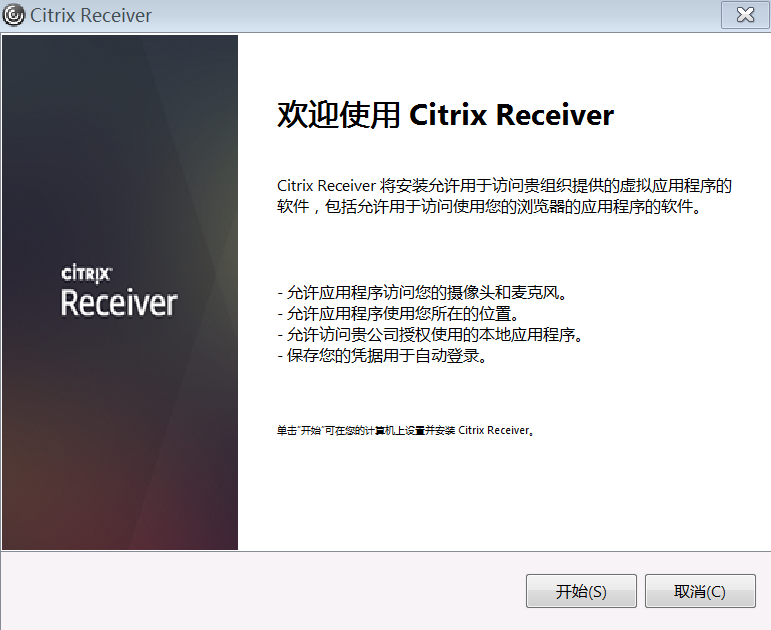 Citrix Receiver
欢迎使用 Citrix Receiver
Citrix Receiver 将安装允许用于访问贵组织提供的虚拟应用程序的
软件，包括允许用于访问使用您的浏览器的应用程序的软件。
CİTRIX
Receiver
- 允许应用程序访问您的摄像头和麦克风。
- 允许应用程序使用您所在的位置。
- 允许访问贵公司授权使用的本地应用程序。
- 保存您的凭据用于自动登录。
单击"开始"可在您的计算机上设置并安装 Citrix Receiver。
开始(S)
取消(C)